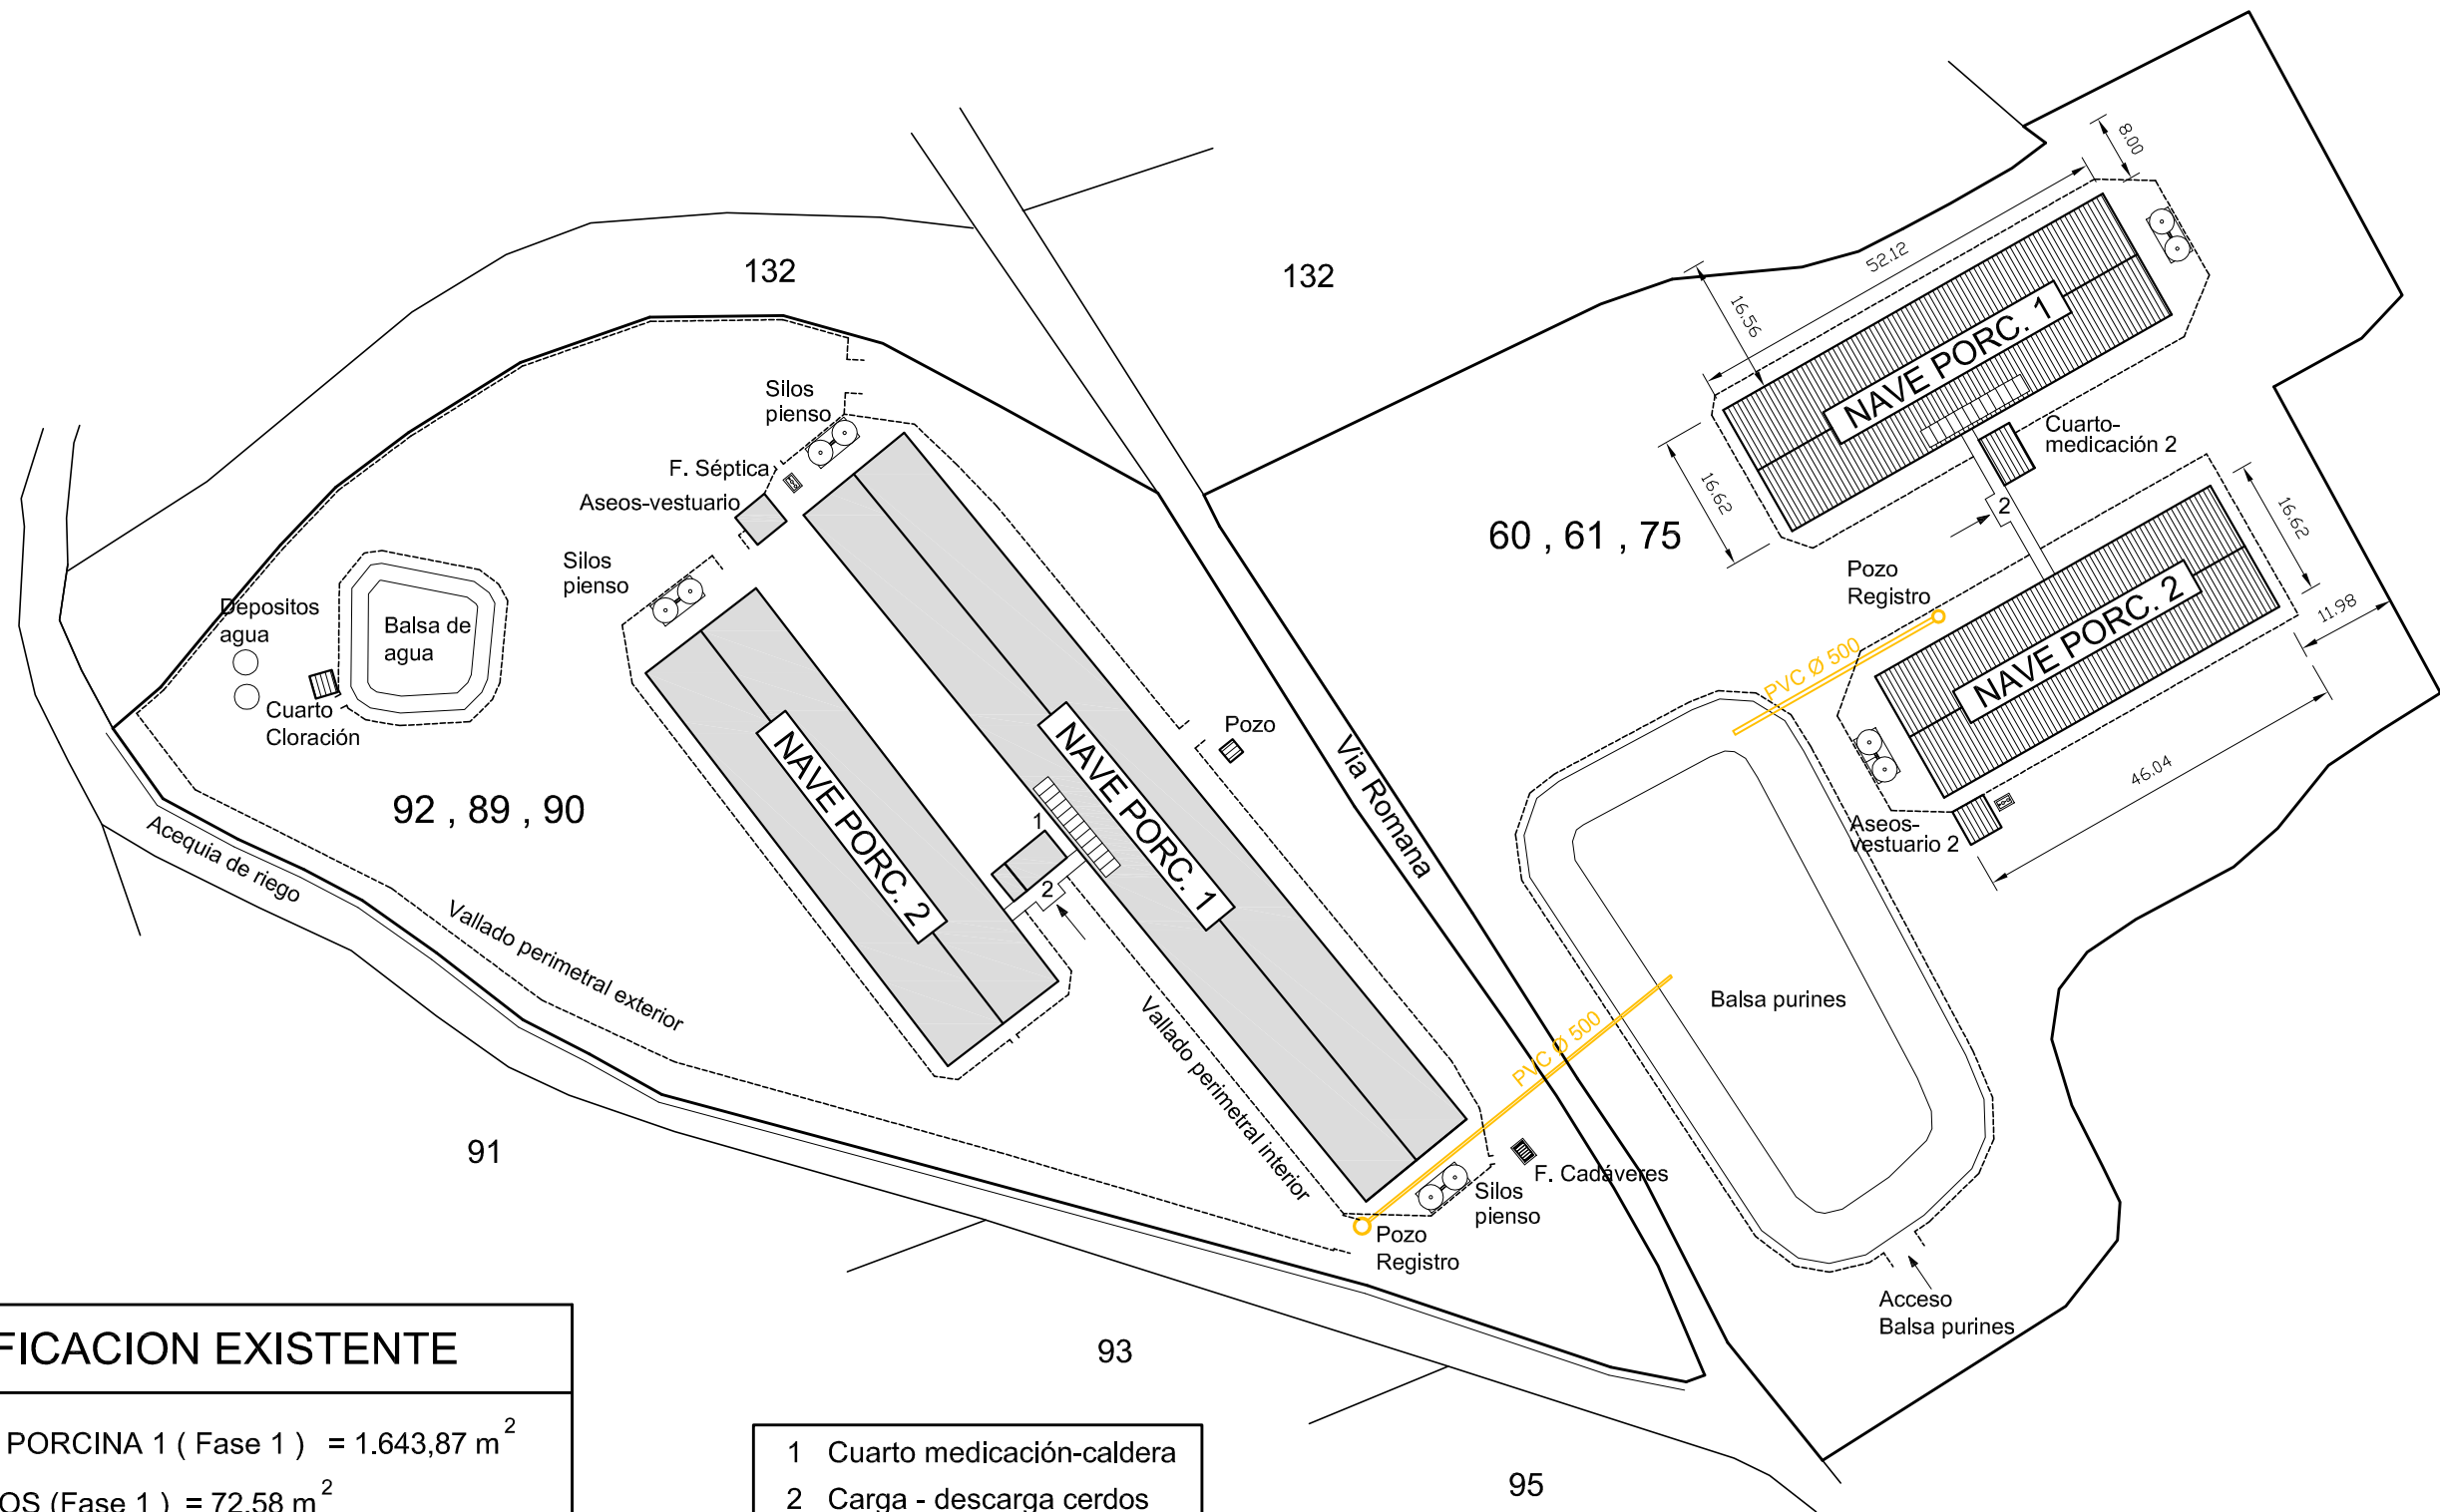 132
132
8.00
52.12
16.56
NAVE PORC. 1
Cuarto-
medicación 2
16.62
2
16.62
60 , 61 , 75
Pozo
Registro
NAVE PORC. 2
11.98
PVC Ø 500
46.04
Aseos-
vestuario 2
Silos
pienso
F. Séptica
Aseos-vestuario
Silos
pienso
Depositos
agua
Balsa de
agua
Cuarto
Cloración
92 , 89 , 90
Pozo
Via Romana
NAVE PORC. 1
NAVE PORC. 2
1
2
Acequia de riego
Vallado perimetral exterior
Vallado perimetral interior
Balsa purines
PVC Ø 500
F. Cadáveres
Silos
pienso
Pozo
Registro
Acceso
Balsa purines
91
93
95
FICACION EXISTENTE
PORCINA 1 ( Fase 1 ) = 1.643,87 m²
OS (Fase 1 ) = 72,58 m²
1 Cuarto medicación-caldera
2 Carga - descarga cerdos